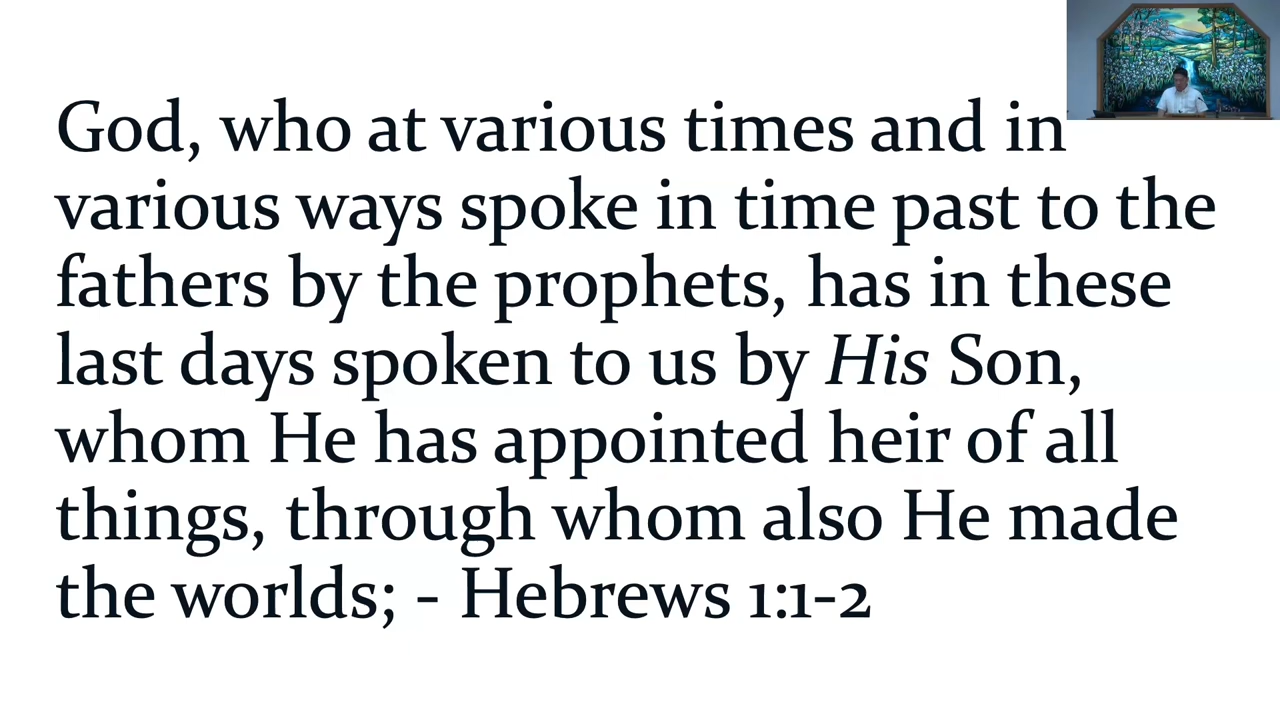 God, who at various times and in
various ways spoke in time past to the
fathers by the prophets, has in these
last days spoken to us by His Son,
whom He has appointed heir of all
things, through whom also He made
the worlds; - Hebrews 1:1-2